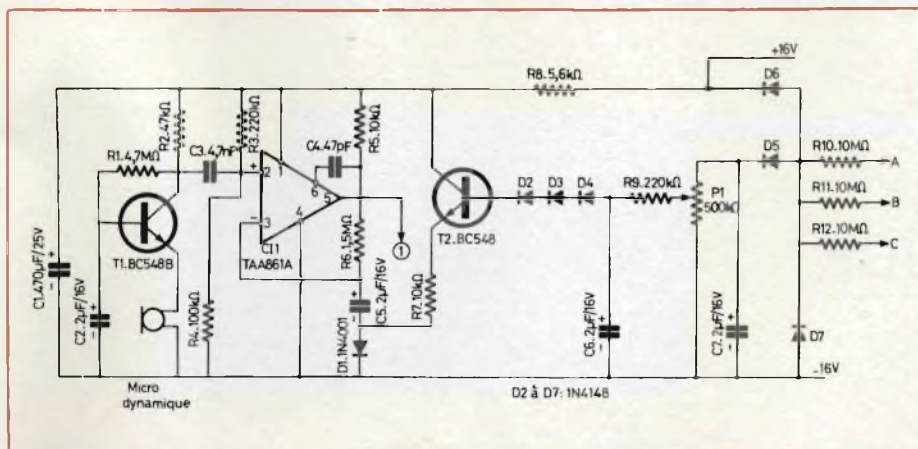 +16V
D6
R8.5,6kΩ
R2.47kΩ
R3.220kΩ
R5.10kΩ
C3.4,7nF
C4.47pF
R1.4,7MΩ
+
2
1
6
5
3
4
-
CI1
TAA861A
D2
D3
D4
R9.220kΩ
D5
P1
500kΩ
R10.10MΩ
A
R11.10MΩ
B
R12.10MΩ
C
T1.BC548B
T2.BC548
1
R6.1,5MΩ
C1.470µF/25V
C2.2µF/16V
R4.100kΩ
C5.2µF/16V
R7.10kΩ
D1.1N4001
C6.2µF/16V
C7.2µF/16V
D7
-16V
Micro
dynamique
D2 à D7: 1N4148